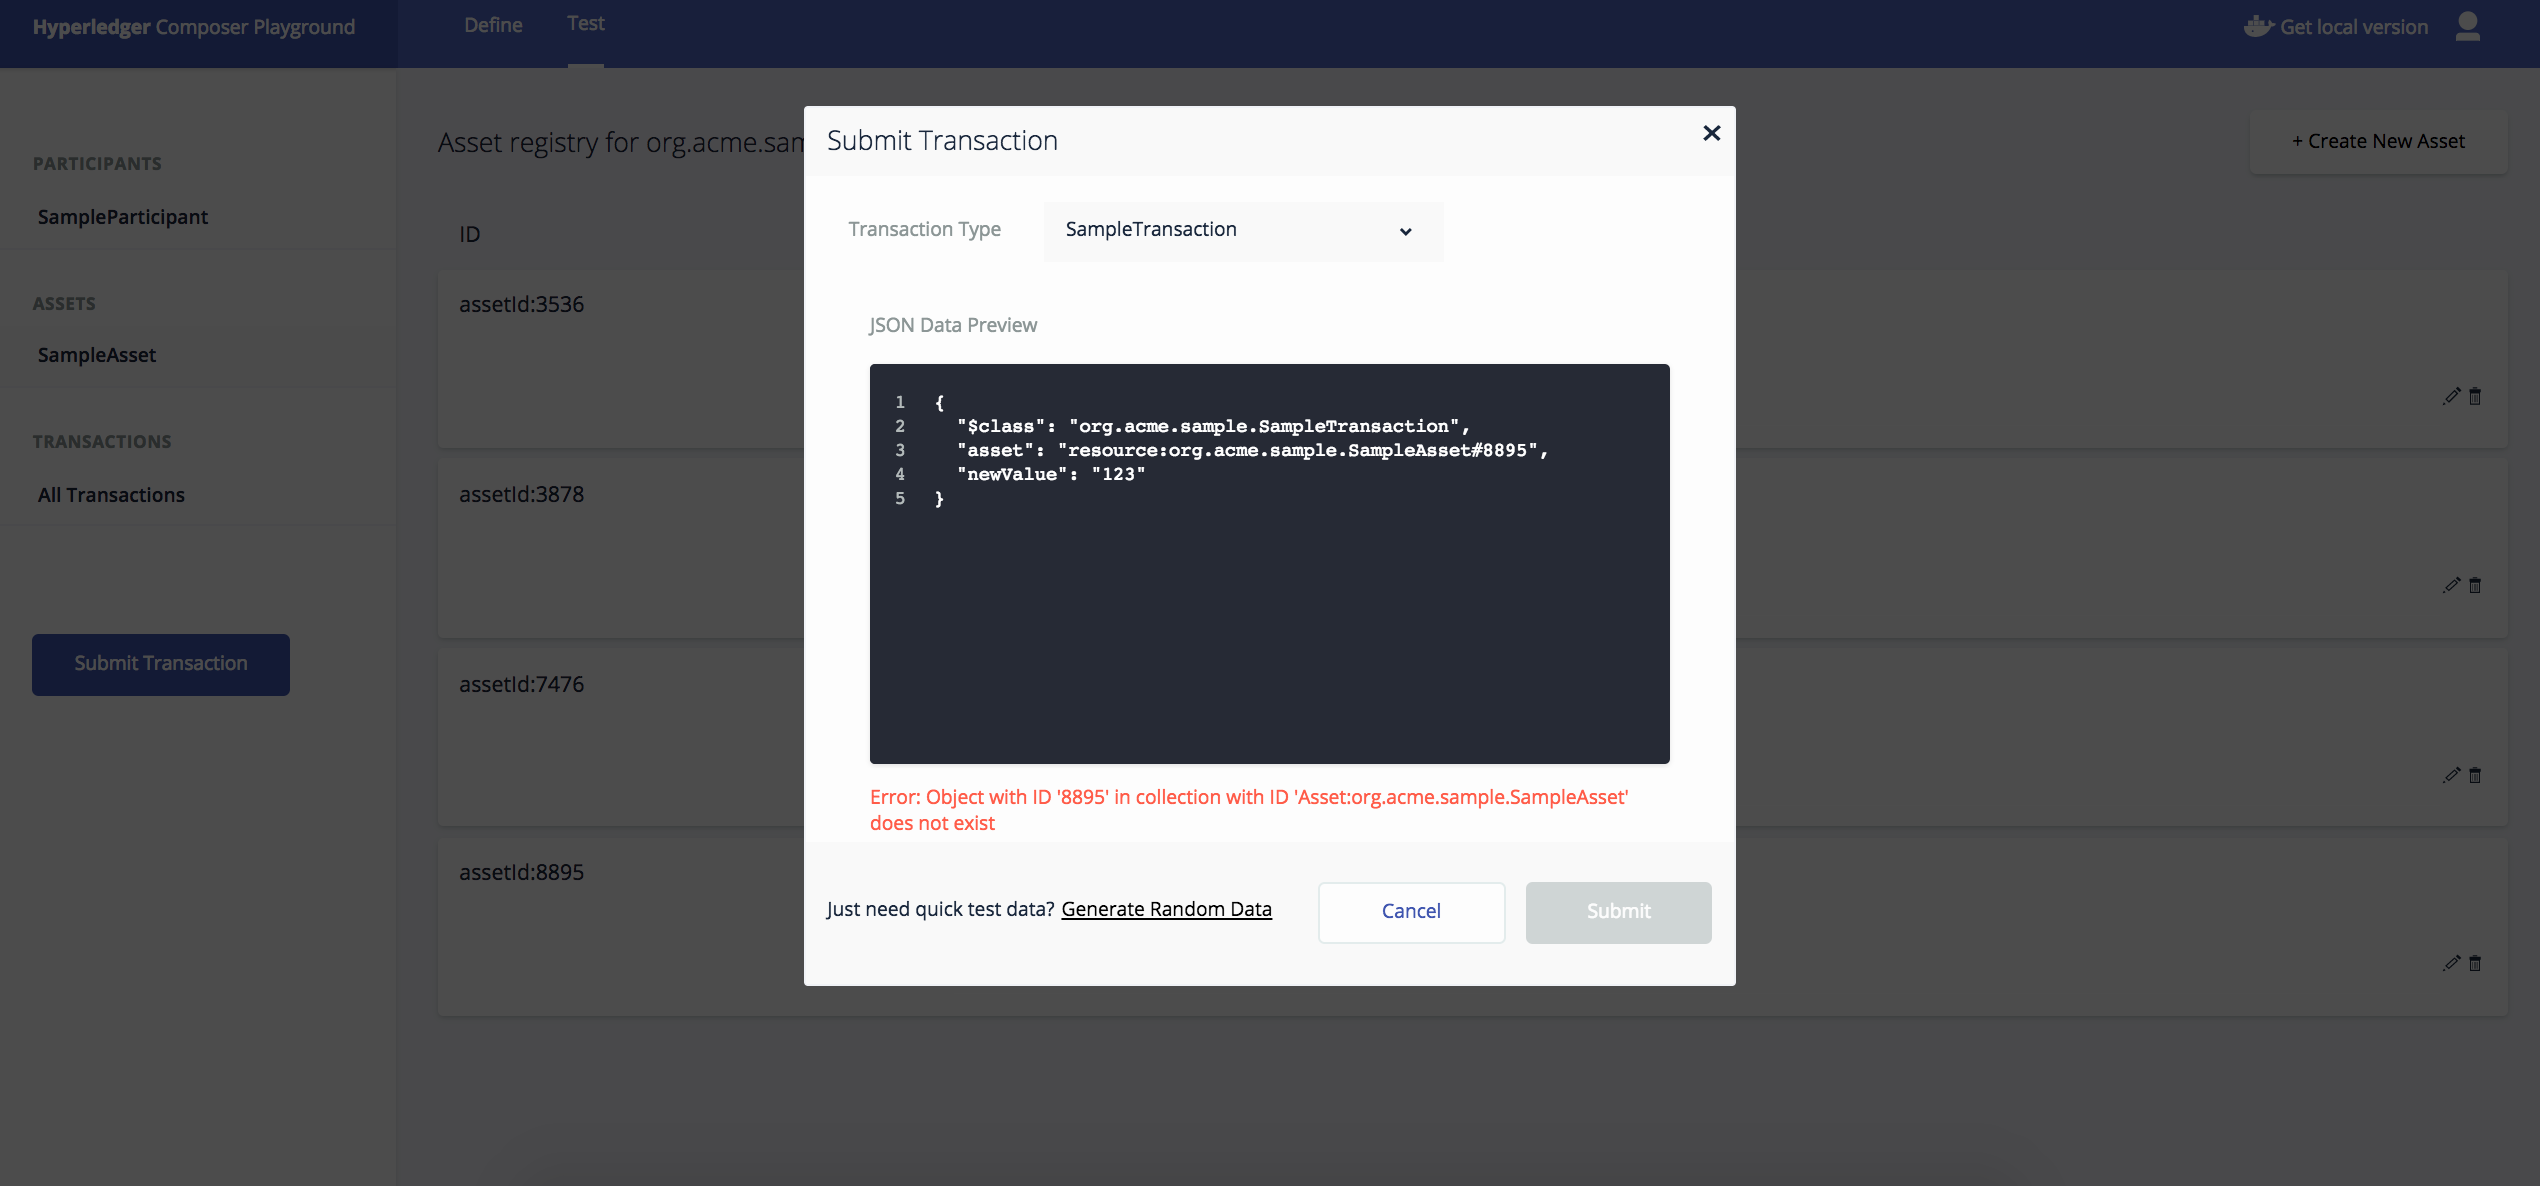 Hyperledger Composer Playground
Define
Test
Get local version
PARTICIPANTS
SampleParticipant
ASSETS
SampleAsset
TRANSACTIONS
All Transactions
Submit Transaction
Asset registry for org.acme.sam
+ Create New Asset
ID
assetId:3536
assetId:3878
assetId:7476
assetId:8895
Submit Transaction
Transaction Type
SampleTransaction
JSON Data Preview
1 {
2 "$class": "org.acme.sample.SampleTransaction",
3 "asset": "resource:org.acme.sample.SampleAsset#8895",
4 "newValue": "123"
5 }
Error: Object with ID '8895' in collection with ID 'Asset:org.acme.sample.SampleAsset'
does not exist
Just need quick test data? Generate Random Data
Cancel
Submit